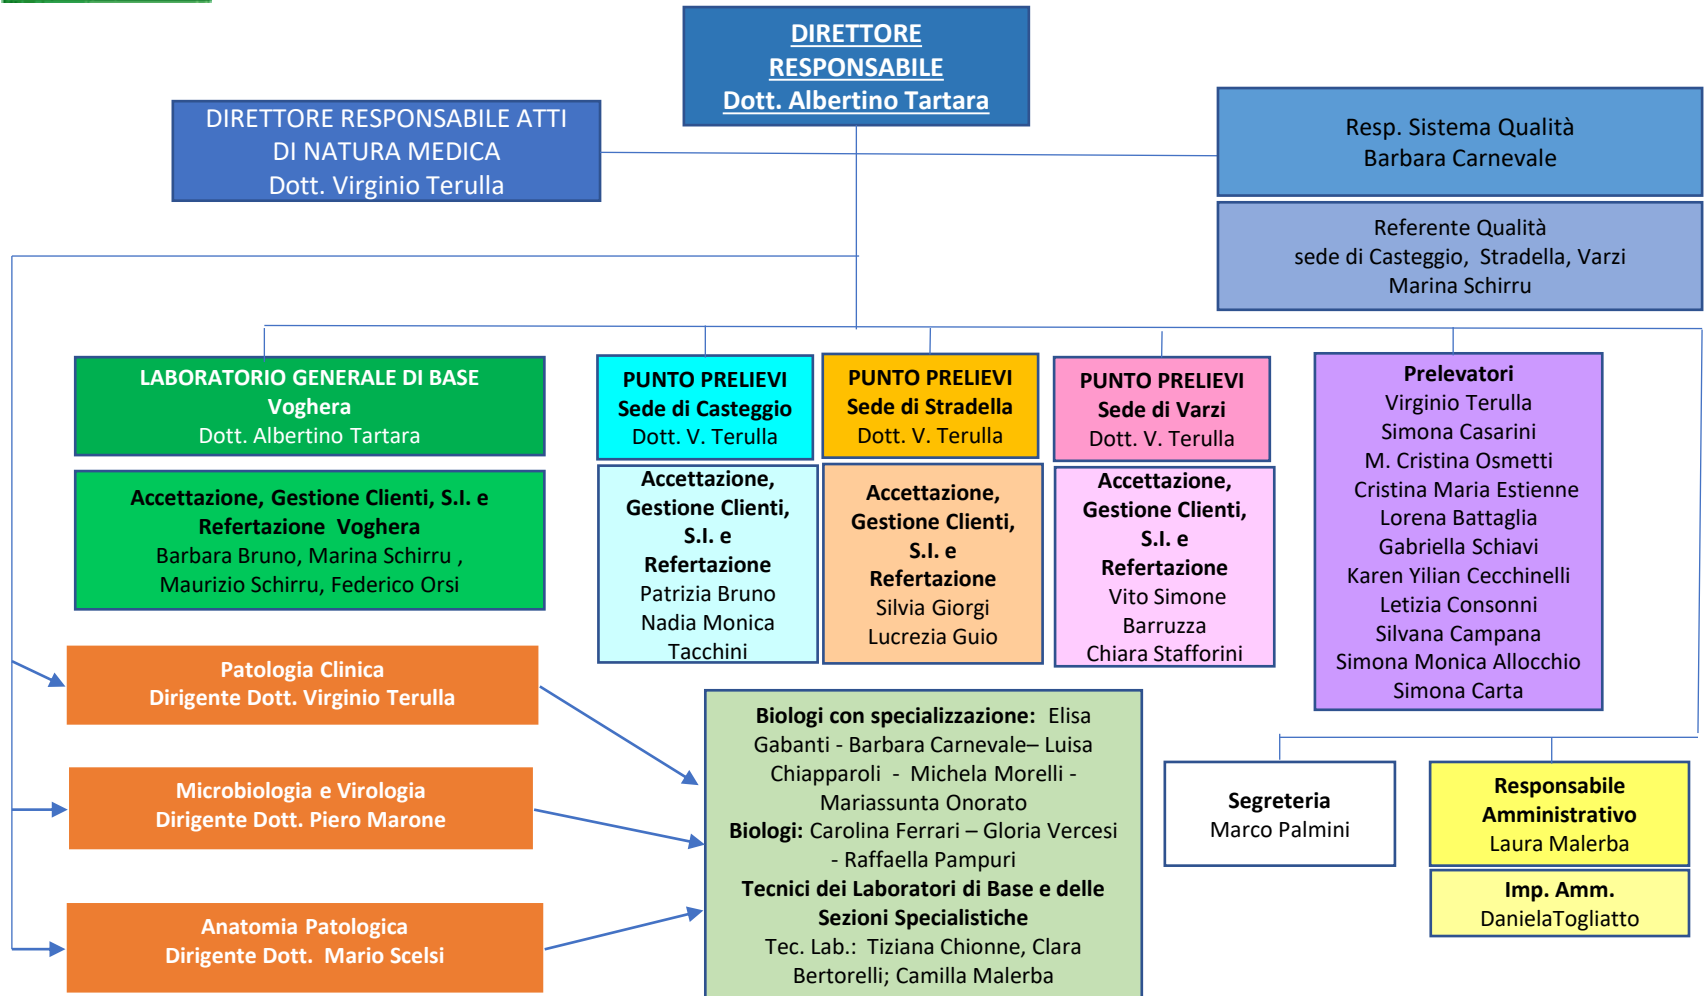 DIRETTORE
RESPONSABILE
Dott. Albertino Tartara
DIRETTORE RESPONSABILE ATTI
DI NATURA MEDICA
Dott. Virginio Terulla
Resp. Sistema Qualità
Barbara Carnevale
Referente Qualità
sede di Casteggio, Stradella, Varzi
Marina Schirru
LABORATORIO GENERALE DI BASE
Voghera
Dott. Albertino Tartara
Accettazione, Gestione Clienti, S.I. e
Refertazione Voghera
Barbara Bruno, Marina Schirru ,
Maurizio Schirru, Federico Orsi
PUNTO PRELIEVI
Sede di Casteggio
Dott. V. Terulla
Accettazione,
Gestione Clienti,
S.I. e
Refertazione
Patrizia Bruno
Nadia Monica
Tacchini
PUNTO PRELIEVI
Sede di Stradella
Dott. V. Terulla
Accettazione,
Gestione Clienti,
S.I. e
Refertazione
Silvia Giorgi
Lucrezia Guio
PUNTO PRELIEVI
Sede di Varzi
Dott. V. Terulla
Accettazione,
Gestione Clienti,
S.I. e
Refertazione
Vito Simone
Barruzza
Chiara Stafforini
Prelevatori
Virginio Terulla
Simona Casarini
M. Cristina Osmetti
Cristina Maria Estienne
Lorena Battaglia
Gabriella Schiavi
Karen Yilian Cecchinelli
Letizia Consonni
Silvana Campana
Simona Monica Allocchio
Simona Carta
Patologia Clinica
Dirigente Dott. Virginio Terulla
Microbiologia e Virologia
Dirigente Dott. Piero Marone
Anatomia Patologica
Dirigente Dott. Mario Scelsi
Biologi con specializzazione: Elisa
Gabanti - Barbara Carnevale– Luisa
Chiapparoli - Michela Morelli -
Mariassunta Onorato
Biologi: Carolina Ferrari – Gloria Vercesi
- Raffaella Pampuri
Tecnici dei Laboratori di Base e delle
Sezioni Specialistiche
Tec. Lab.: Tiziana Chionne, Clara
Bertorelli; Camilla Malerba
Segreteria
Marco Palmini
Responsabile
Amministrativo
Laura Malerba
Imp. Amm.
DanielaTogliatto